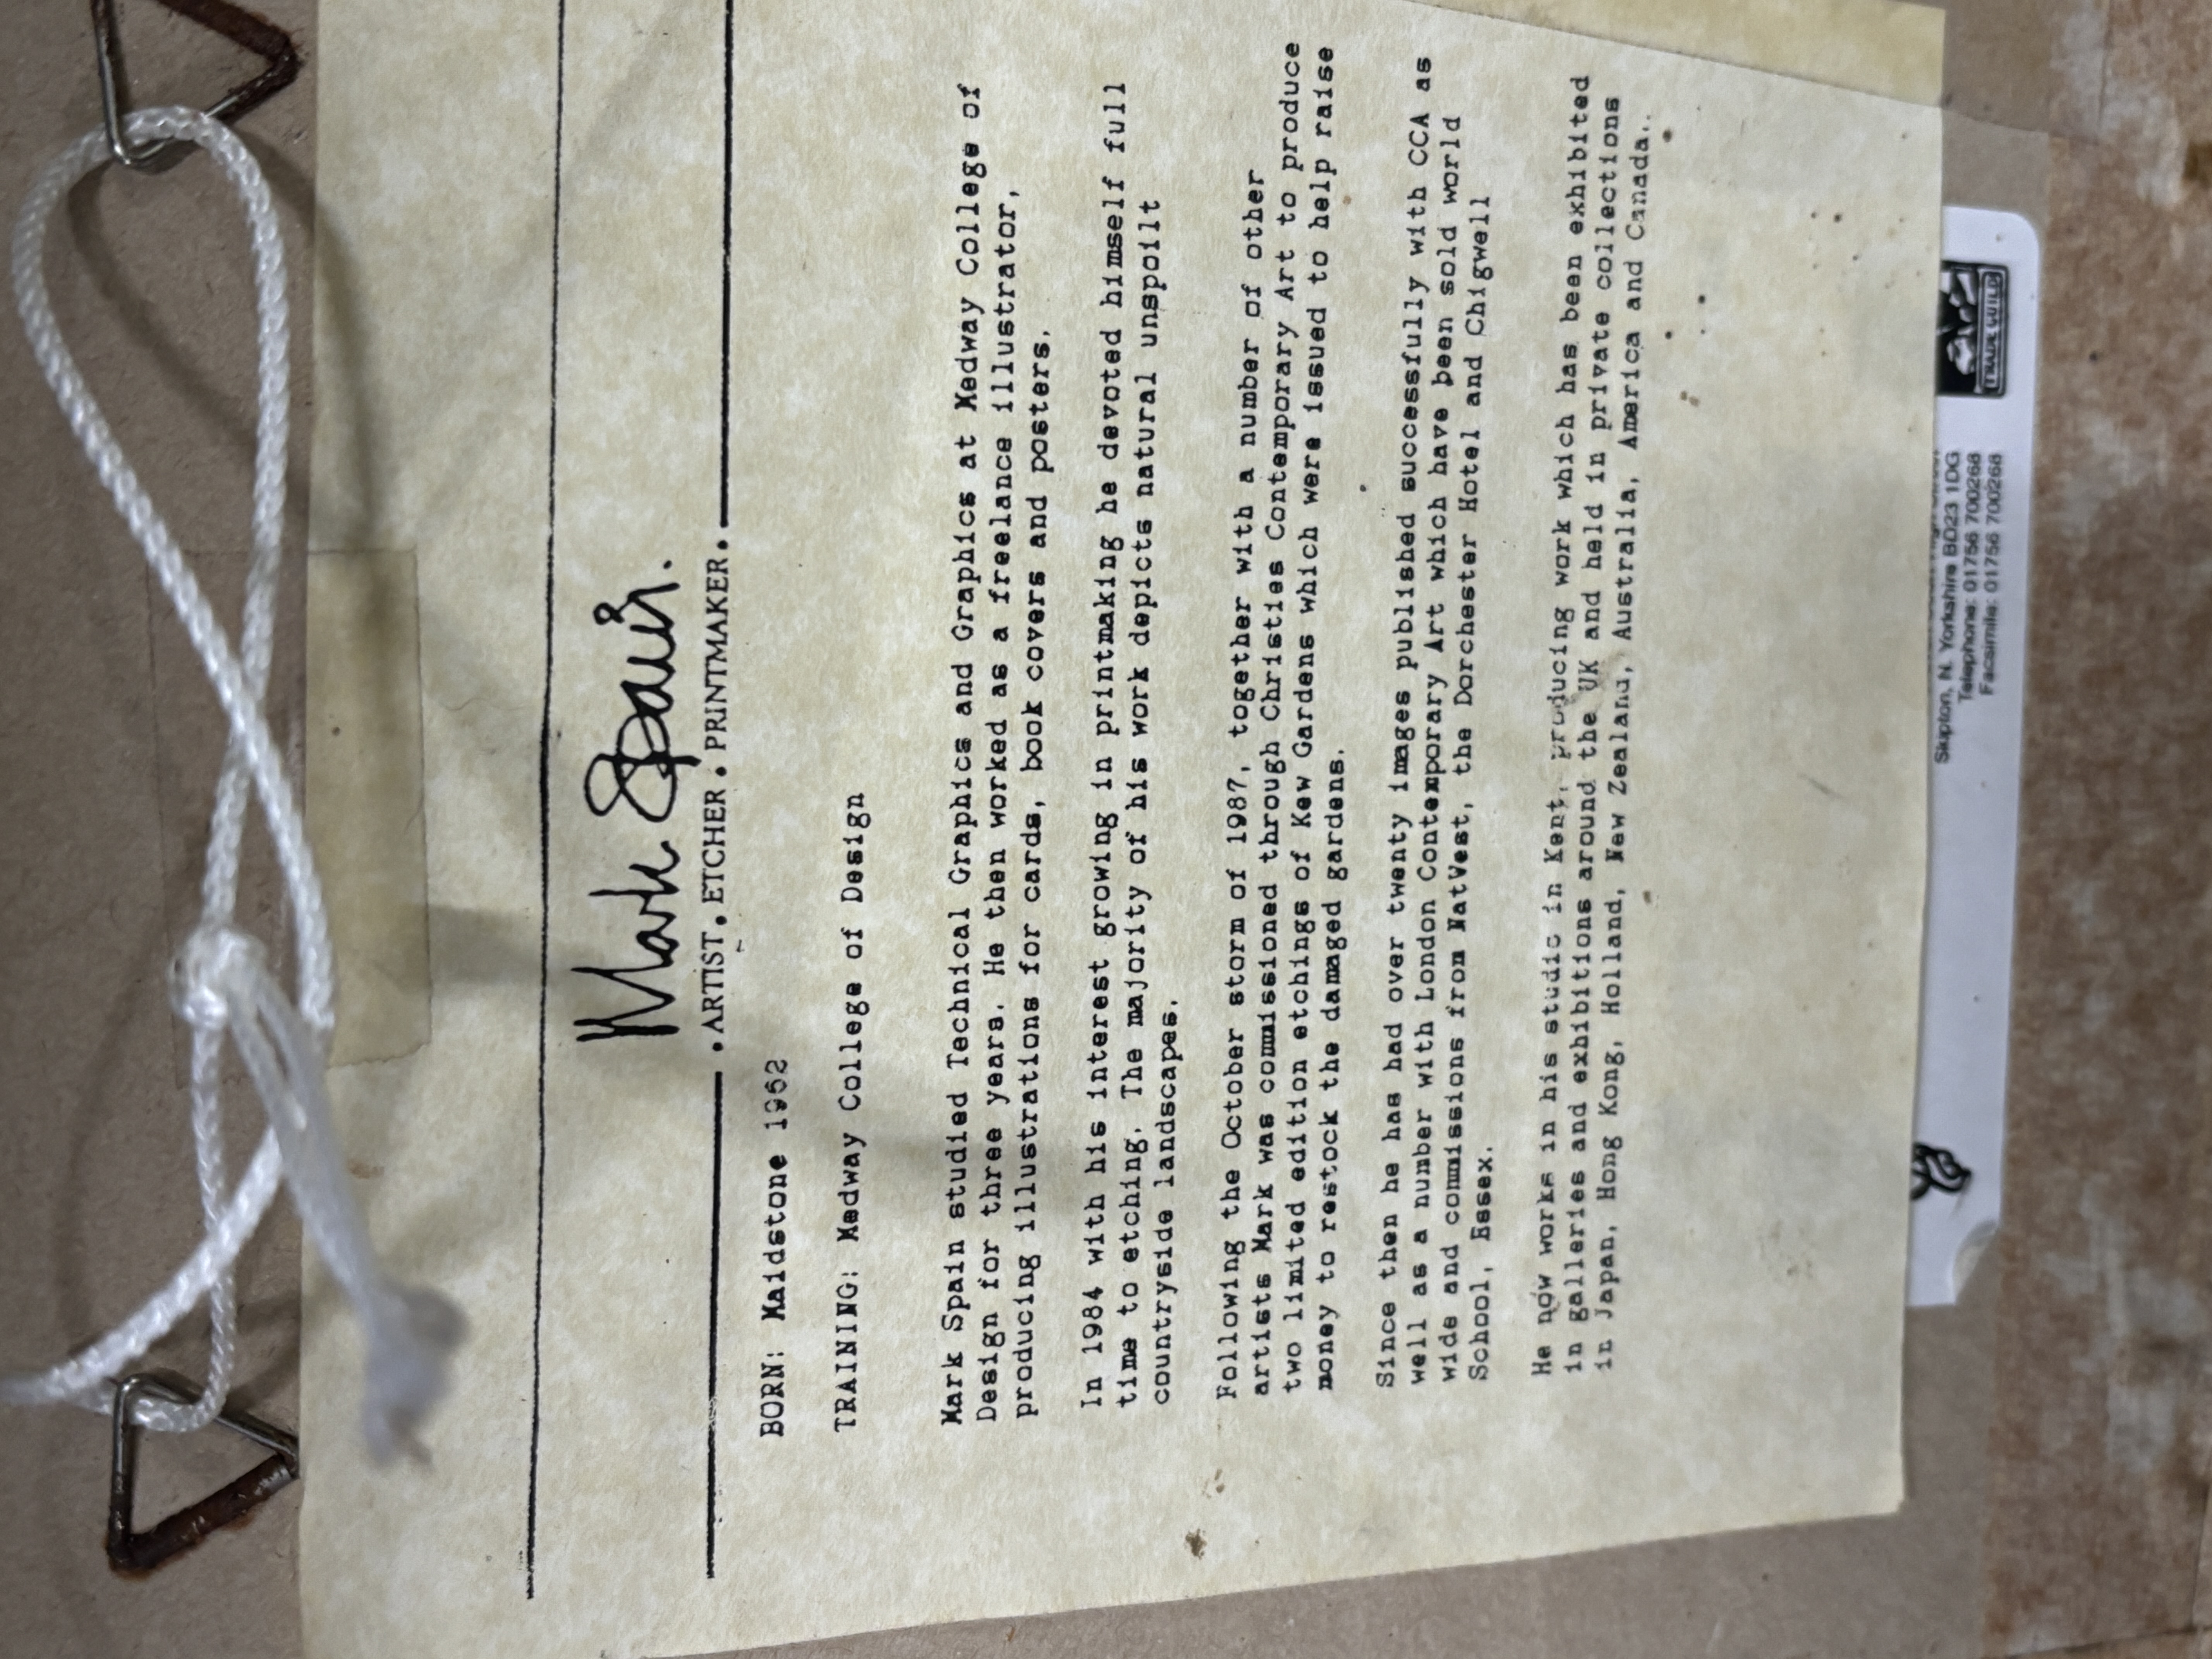 Mark Spain.
. ARTIST . ETCHER . PRINTMAKER .
BORN: Maidstone 1962
TRAINING: Medway College of Design
Mark Spain studied Technical Graphics and Graphics at Medway College of
Design for three years. He then worked as a freelance illustrator,
producing illustrations for cards, book covers and posters.
In 1984 with his interest growing in printmaking he devoted himself full
time to etching. The majority of his work depicts natural unspoilt
countryside landscapes.
Following the October storm of 1987, together with a number of other
artists Mark was commissioned through Christies Contemporary Art to produce
two limited edition etchings of Kew Gardens which were issued to help raise
money to restock the damaged gardens.
Since then he has had over twenty images published successfully with CCA as
well as a number with London Contemporary Art which have been sold world
wide and commissions from NatWest, the Dorchester Hotel and Chigwell
School, Essex.
He now works in his studio in Kent, producing work which has been exhibited
in galleries and exhibitions around the UK and held in private collections
in Japan, Hong Kong, Holland, New Zealand, Australia, America and Canada..
Skipton, N. Yorkshire BD23 1DG
Telephone: 01756 700268
Facsimile: 01756 700268
TRADE GUILD